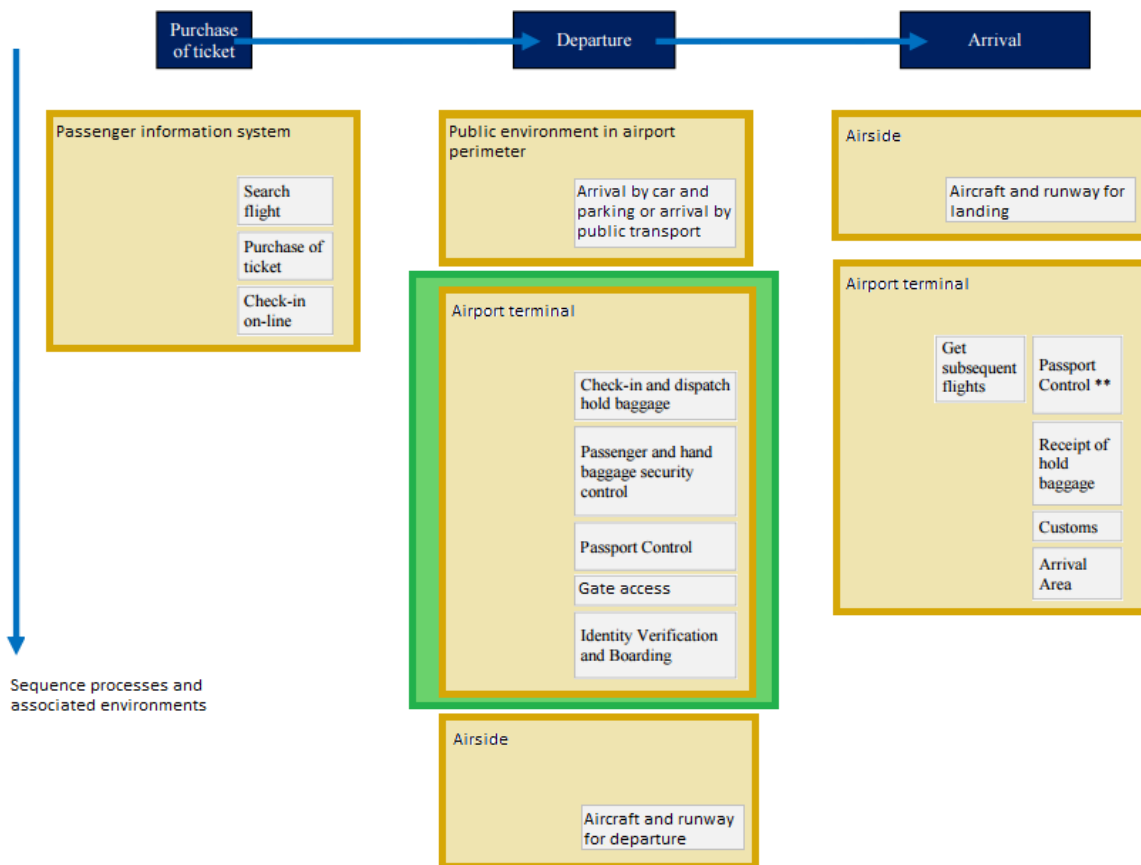 Purchase
of ticket
Departure
Arrival
Passenger information system
Search
flight
Purchase of
ticket
Check-in
on-line
Public environment in airport
perimeter
Arrival by car and
parking or arrival by
public transport
Airport terminal
Check-in and dispatch
hold baggage
Passenger and hand
baggage security
control
Passport Control
Gate access
Identity Verification
and Boarding
Airside
Aircraft and runway
for departure
Airside
Aircraft and runway for
landing
Airport terminal
Get
subsequent
flights
Passport
Control **
Receipt of
hold
baggage
Customs
Arrival
Area
Sequence processes and
associated environments